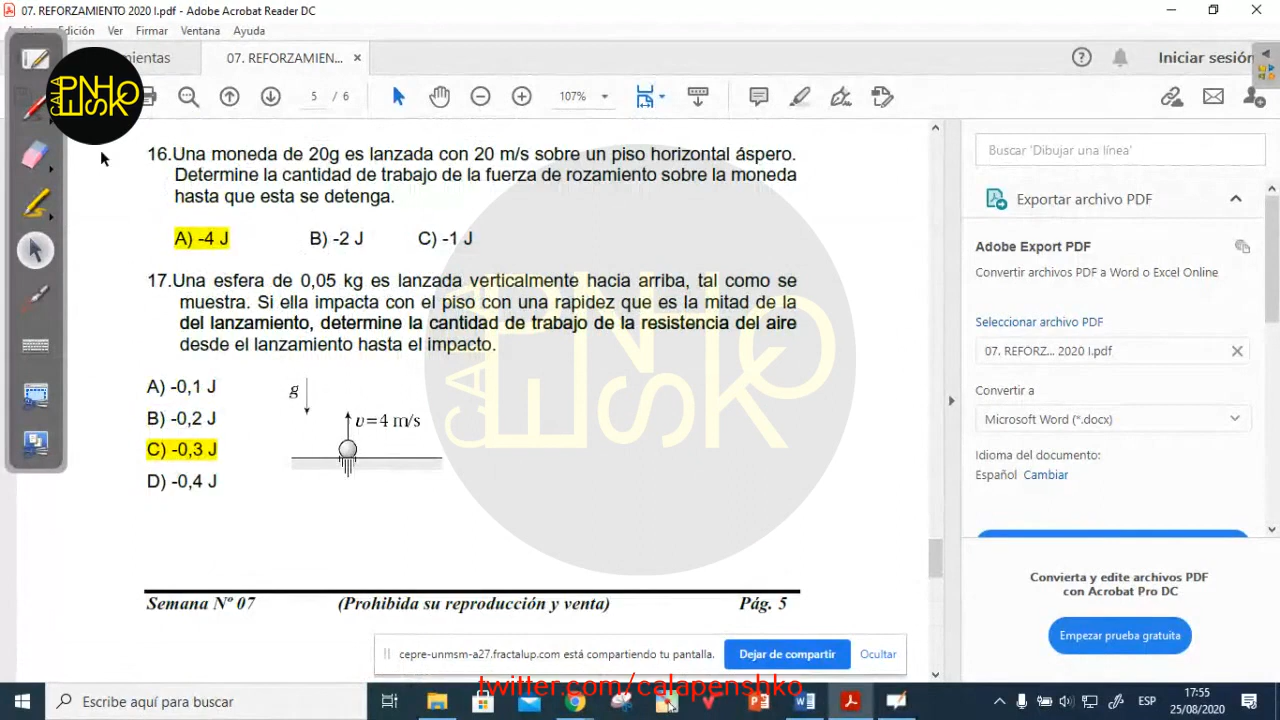 07. REFORZAMIENTO 2020 I.pdf - Adobe Acrobat Reader DC
Edición Ver Firmar Ventana Ayuda
07. REFORZAMIEN... ×
Iniciar sesión
5 / 6
107%
CALA
PENSHKO
16.Una moneda de 20g es lanzada con 20 m/s sobre un piso horizontal áspero.
Determine la cantidad de trabajo de la fuerza de rozamiento sobre la moneda
hasta que esta se detenga.
A) -4 J B) -2 J C) -1 J
17.Una esfera de 0,05 kg es lanzada verticalmente hacia arriba, tal como se
muestra. Si ella impacta con el piso con una rapidez que es la mitad de la
del lanzamiento, determine la cantidad de trabajo de la resistencia del aire
desde el lanzamiento hasta el impacto.
A) -0,1 J
B) -0,2 J
C) -0,3 J
D) -0,4 J
g
v=4 m/s
Semana Nº 07 (Prohibida su reproducción y venta) Pág. 5
Buscar 'Dibujar una línea'
Exportar archivo PDF
Adobe Export PDF
Convertir archivos PDF a Word o Excel Online
Seleccionar archivo PDF
07. REFORZ... 2020 I.pdf
Convertir a
Microsoft Word (*.docx)
Idioma del documento:
Español Cambiar
Convierta y edite archivos PDF
con Acrobat Pro DC
Empezar prueba gratuita
cepre-unmsm-a27.fractalup.com está compartiendo tu pantalla. Dejar de compartir Ocultar
twitter.com/calapenshko
Escribe aquí para buscar
ESP
17:55
25/08/2020